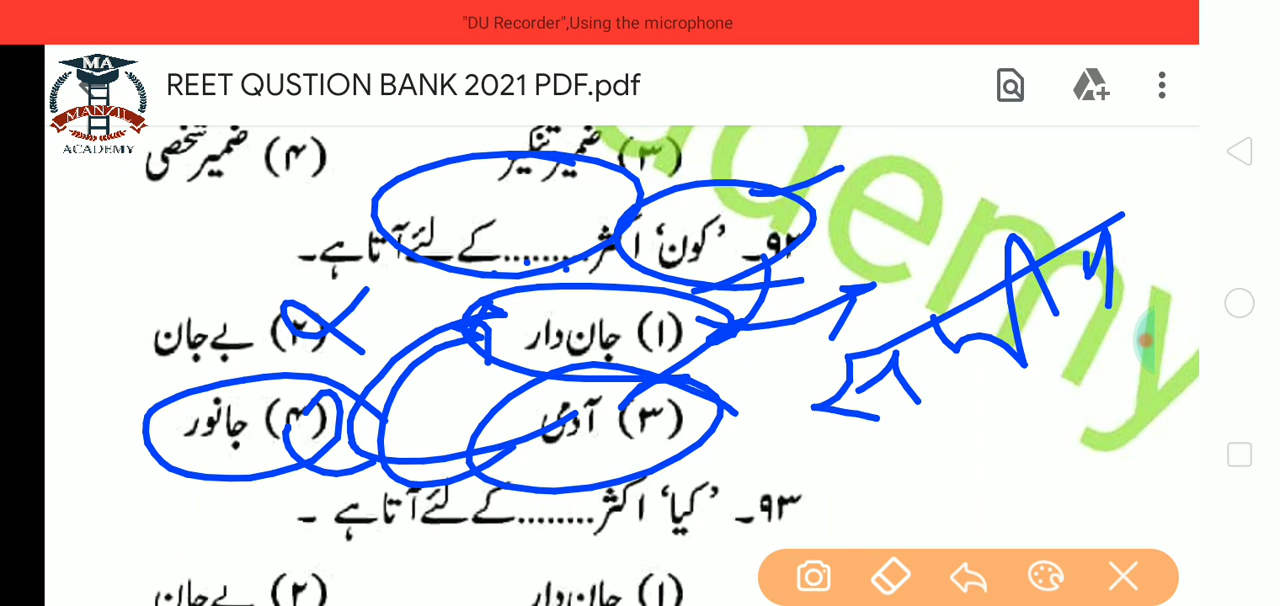 "DU Recorder",Using the microphone
MA
MANZIL
ACADEMY
REET QUSTION BANK 2021 PDF.pdf
ademy
(۳) ضمیر تنکیر (۴) ضمیر شخصی
۹۲۔ ’کون‘ اکثر.........کے لئے آتا ہے۔
(۱) جان دار (۲) بے جان
(۳) آدمی (۴) جانور
۹۳۔ ’کیا‘ اکثر........کے لئے آتا ہے ۔
(۱) جان دار (۲) بے جان